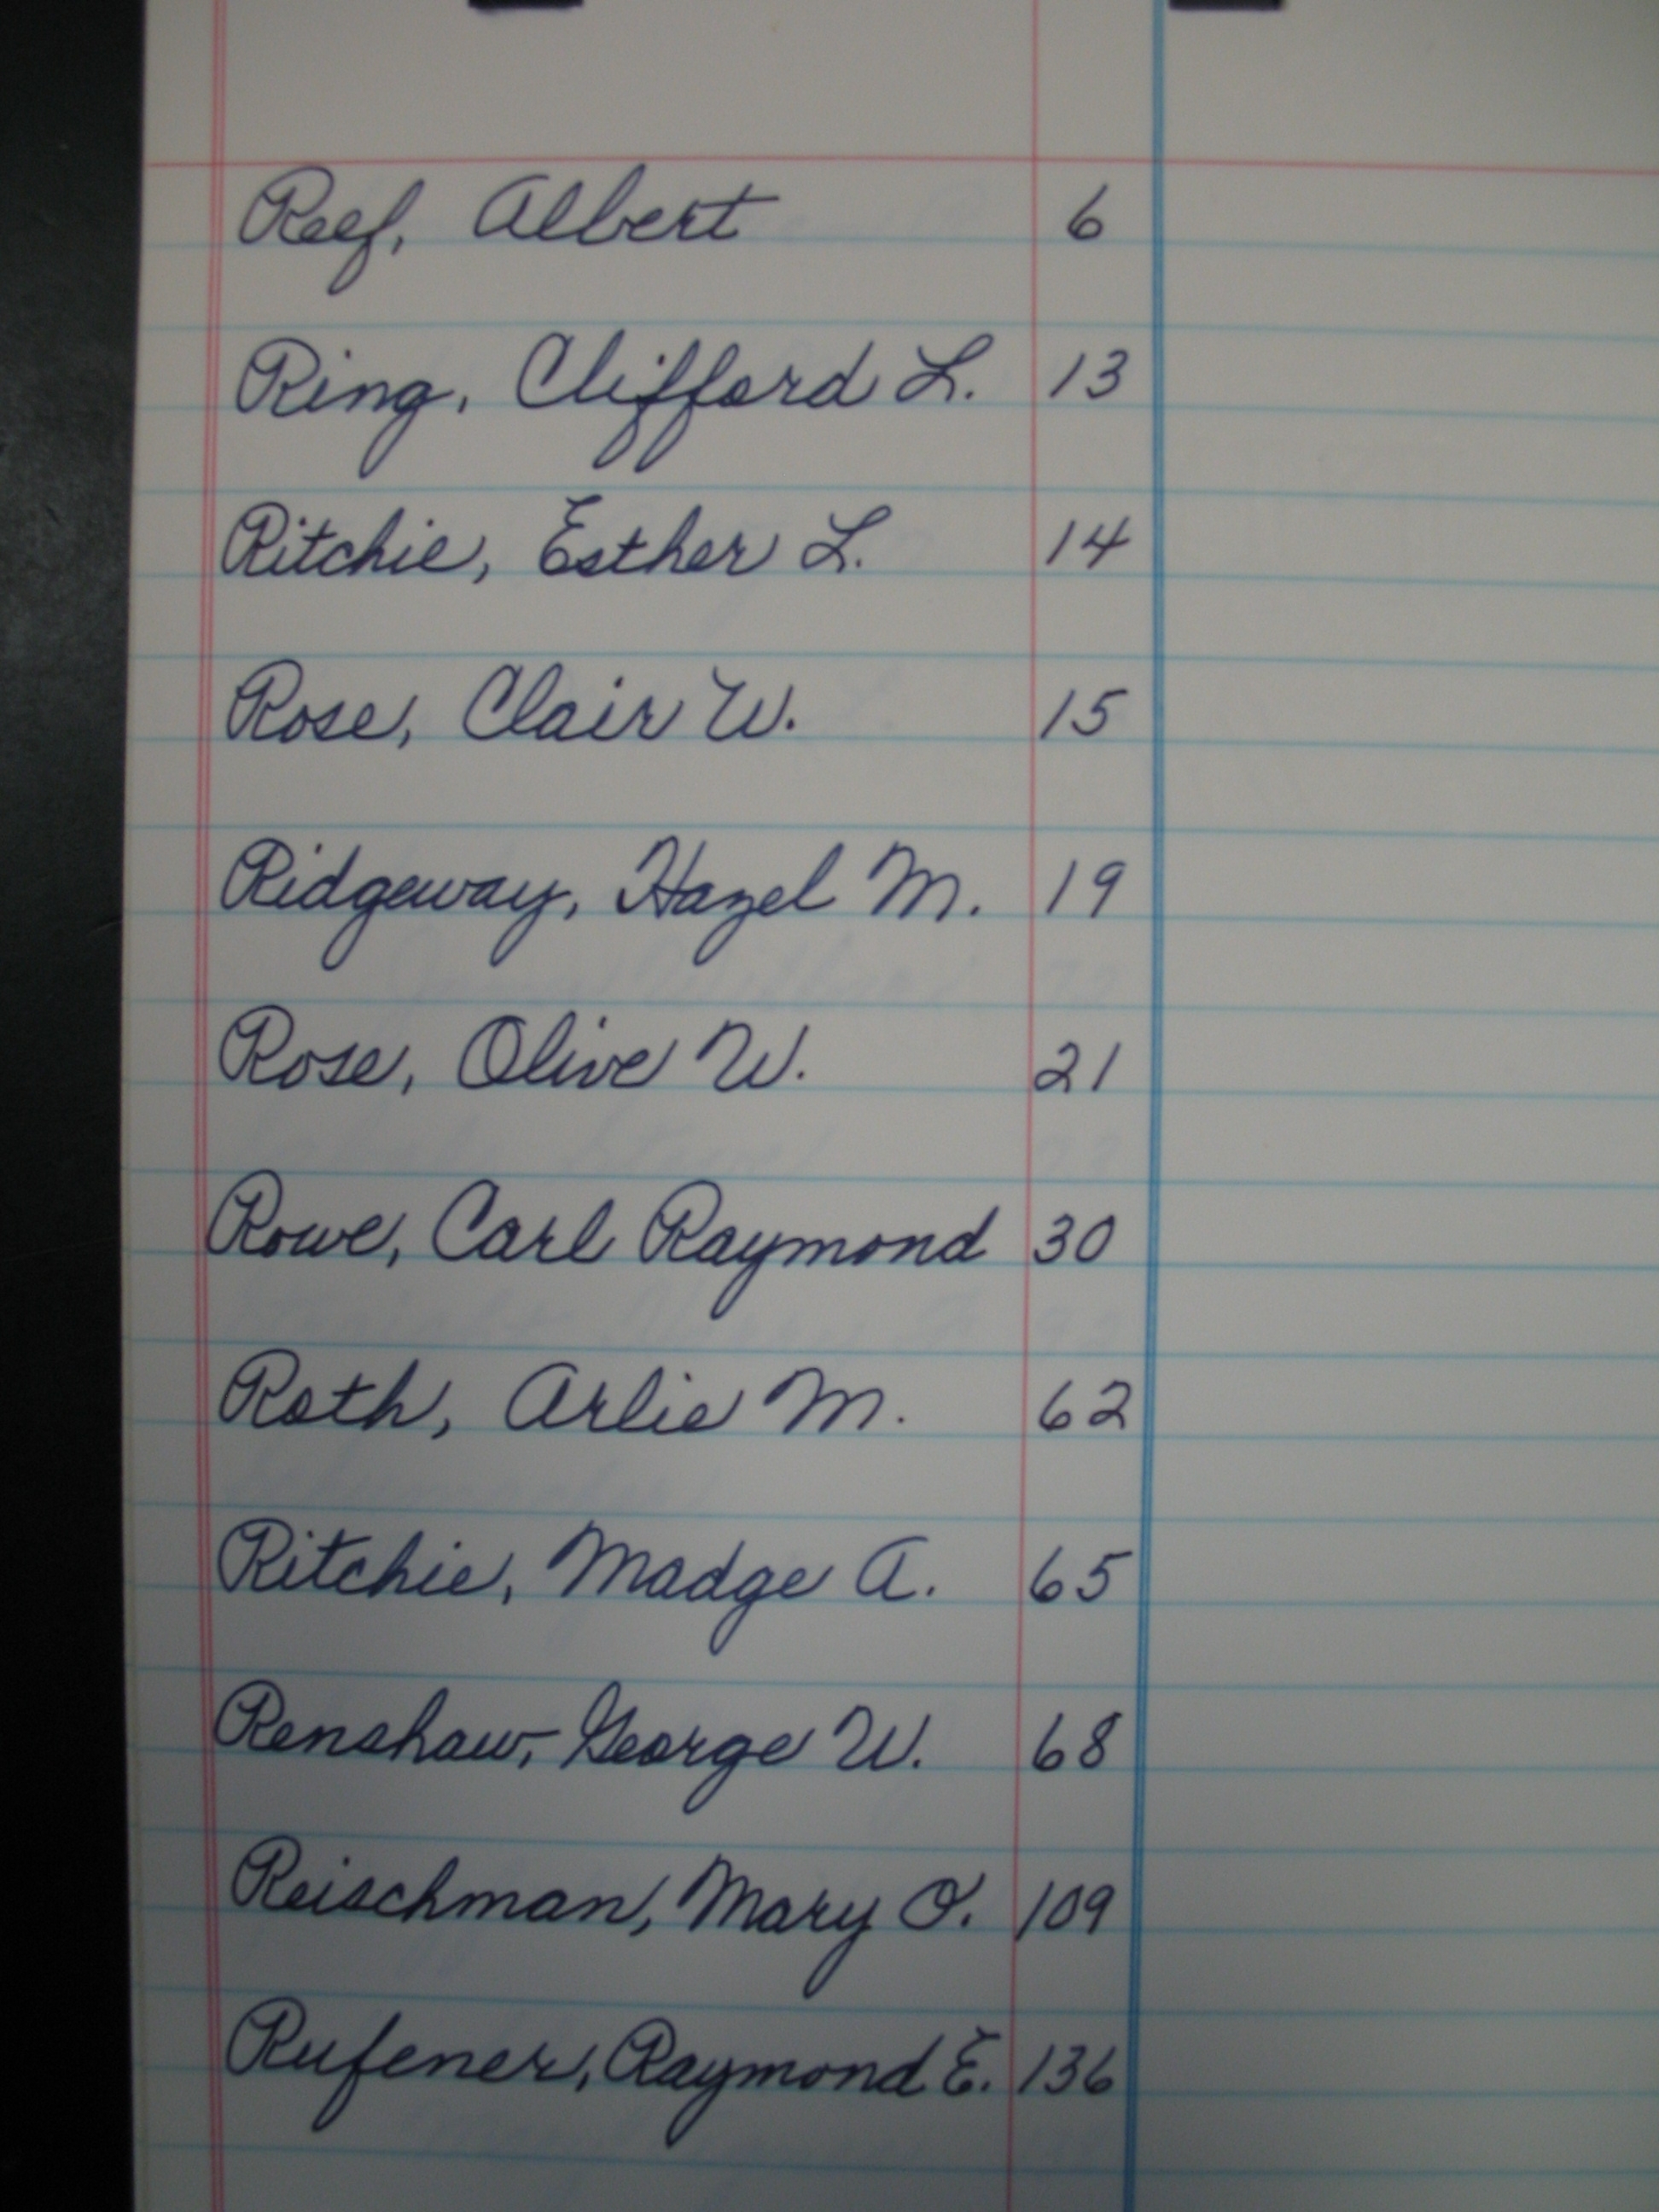 Reef, Albert 6
Ring, Clifford L. 13
Ritchie, Esther L. 14
Rose, Clair W. 15
Ridgeway, Hazel M. 19
Rose, Olive W. 21
Rowe, Carl Raymond 30
Roth, Arlie M. 62
Ritchie, Madge A. 65
Renshaw, George W. 68
Reischman, Mary O. 109
Rufener, Raymond E. 136